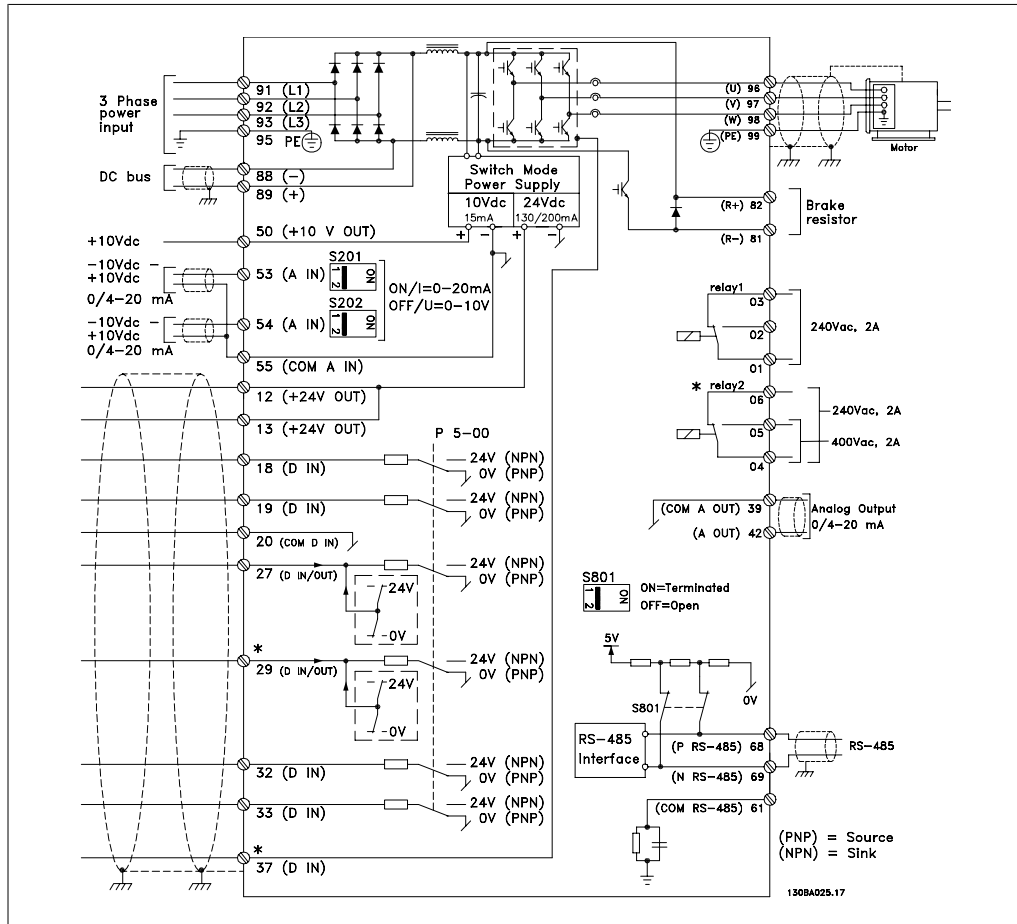 3 Phase
power
input
91 (L1)
92 (L2)
93 (L3)
95 PE
DC bus
88 (-)
89 (+)
Switch Mode
Power Supply
10Vdc
15mA
24Vdc
130/200mA
+ - + -
(U) 96
(V) 97
(W) 98
(PE) 99
Motor
(R+) 82
(R-) 81
Brake
resistor
+10Vdc
50 (+10 V OUT)
-10Vdc -
+10Vdc
0/4-20 mA
53 (A IN)
S201
1 2
ON
ON/I=0-20mA
OFF/U=0-10V
-10Vdc -
+10Vdc
0/4-20 mA
54 (A IN)
S202
1 2
ON
55 (COM A IN)
12 (+24V OUT)
13 (+24V OUT)
relay1
03
02
01
240Vac, 2A
* relay2
06
05
04
240Vac, 2A
400Vac, 2A
P 5-00
18 (D IN)
24V (NPN)
0V (PNP)
19 (D IN)
24V (NPN)
0V (PNP)
20 (COM D IN)
27 (D IN/OUT)
24V (NPN)
0V (PNP)
24V
0V
*
29 (D IN/OUT)
24V (NPN)
0V (PNP)
24V
0V
32 (D IN)
24V (NPN)
0V (PNP)
33 (D IN)
24V (NPN)
0V (PNP)
*
37 (D IN)
(COM A OUT) 39
(A OUT) 42
Analog Output
0/4-20 mA
S801
1 2
ON
ON=Terminated
OFF=Open
5V
0V
S801
RS-485
Interface
(P RS-485) 68
(N RS-485) 69
RS-485
(COM RS-485) 61
(PNP) = Source
(NPN) = Sink
130BA025.17